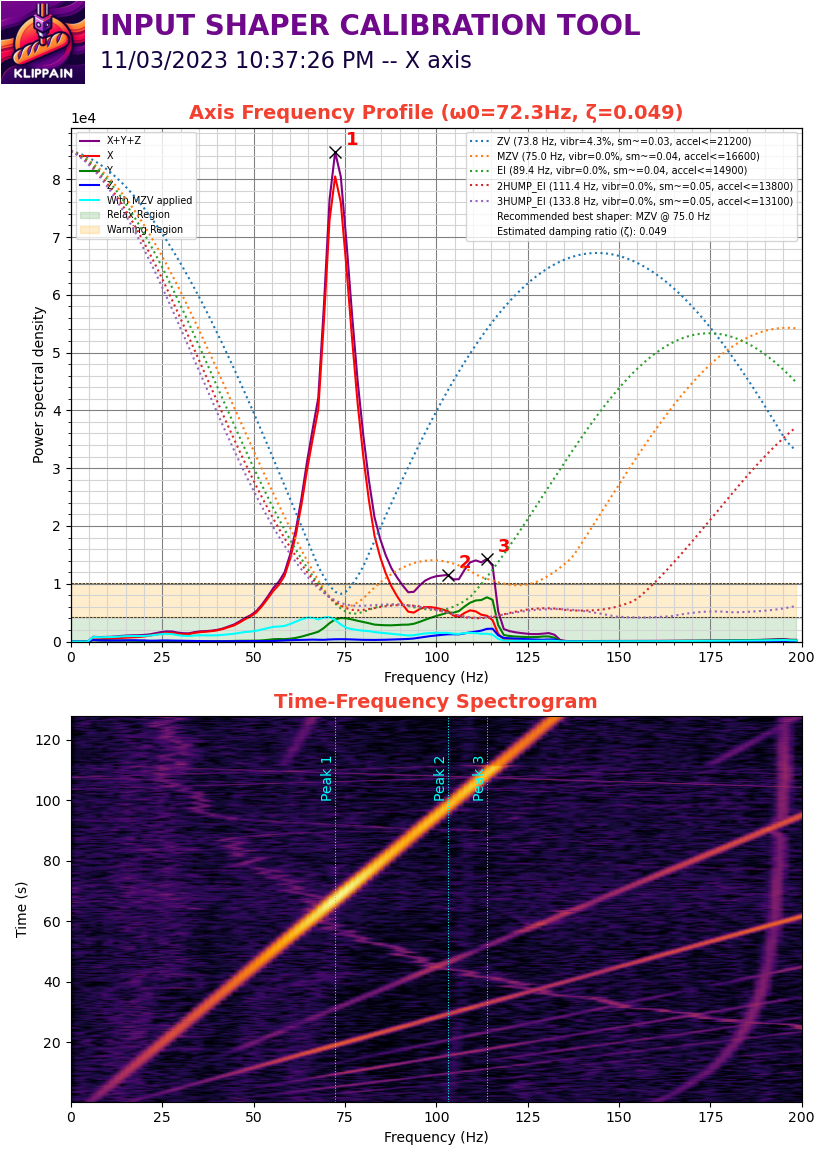 INPUT SHAPER CALIBRATION TOOL
11/03/2023 10:37:26 PM -- X axis
KLIPPAIN
Axis Frequency Profile (ω0=72.3Hz, ζ=0.049)
1e4
X+Y+Z
X
Y
Z
With MZV applied
Relax Region
Warning Region
ZV (73.8 Hz, vibr=4.3%, sm~=0.03, accel<=21200)
MZV (75.0 Hz, vibr=0.0%, sm~=0.04, accel<=16600)
EI (89.4 Hz, vibr=0.0%, sm~=0.04, accel<=14900)
2HUMP_EI (111.4 Hz, vibr=0.0%, sm~=0.05, accel<=13800)
3HUMP_EI (133.8 Hz, vibr=0.0%, sm~=0.05, accel<=13100)
Recommended best shaper: MZV @ 75.0 Hz
Estimated damping ratio (ζ): 0.049
1
2
3
Power spectral density
8
7
6
5
4
3
2
1
0
0 25 50 75 100 125 150 175 200
Frequency (Hz)
Time-Frequency Spectrogram
Peak 1
Peak 2
Peak 3
Time (s)
120
100
80
60
40
20
0 25 50 75 100 125 150 175 200
Frequency (Hz)